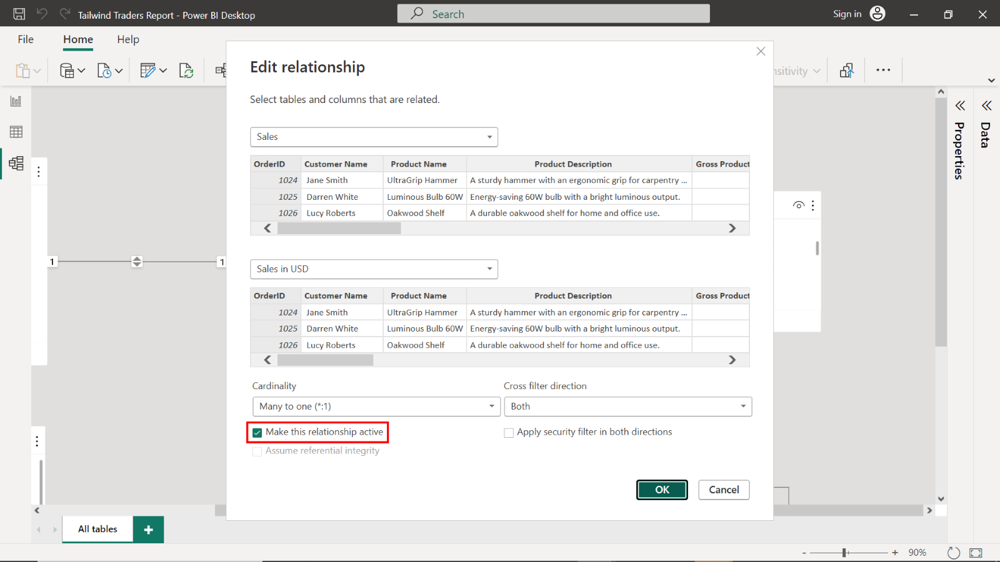 Tailwind Traders Report - Power BI Desktop
Search
Sign in
File
Home
Help
nsitivity
Edit relationship
Select tables and columns that are related.
Sales
OrderID Customer Name Product Name Product Description Gross Product
1024 Jane Smith UltraGrip Hammer A sturdy hammer with an ergonomic grip for carpentry ...
1025 Darren White Luminous Bulb 60W Energy-saving 60W bulb with a bright luminous output.
1026 Lucy Roberts Oakwood Shelf A durable oakwood shelf for home and office use.
Sales in USD
OrderID Customer Name Product Name Product Description Gross Product
1024 Jane Smith UltraGrip Hammer A sturdy hammer with an ergonomic grip for carpentry ...
1025 Darren White Luminous Bulb 60W Energy-saving 60W bulb with a bright luminous output.
1026 Lucy Roberts Oakwood Shelf A durable oakwood shelf for home and office use.
Cardinality
Cross filter direction
Many to one (*:1)
Both
Make this relationship active
Apply security filter in both directions
Assume referential integrity
OK
Cancel
1
1
Properties
Data
All tables
+
- + 90%